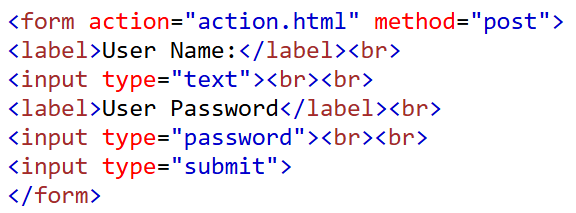 <form action="action.html" method="post">
<label>User Name:</label><br>
<input type="text"><br><br>
<label>User Password</label><br>
<input type="password"><br><br>
<input type="submit">
</form>